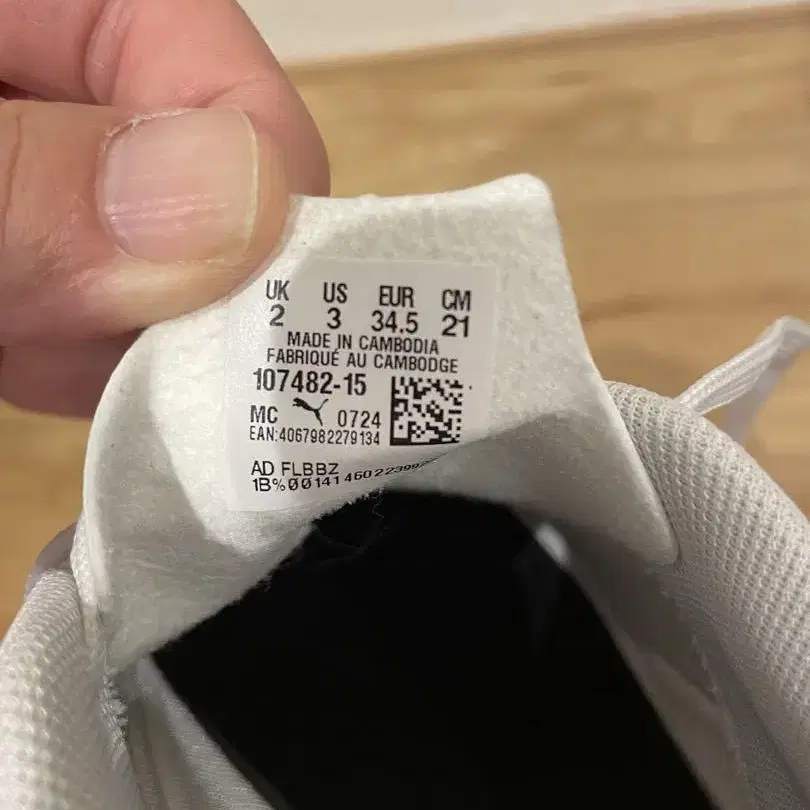 UK US EUR CM
2 3 34.5 21
MADE IN CAMBODIA
FABRIQUÉ AU CAMBODGE
107482-15
MC 0724
EAN:4067982279134
AD FLBBZ